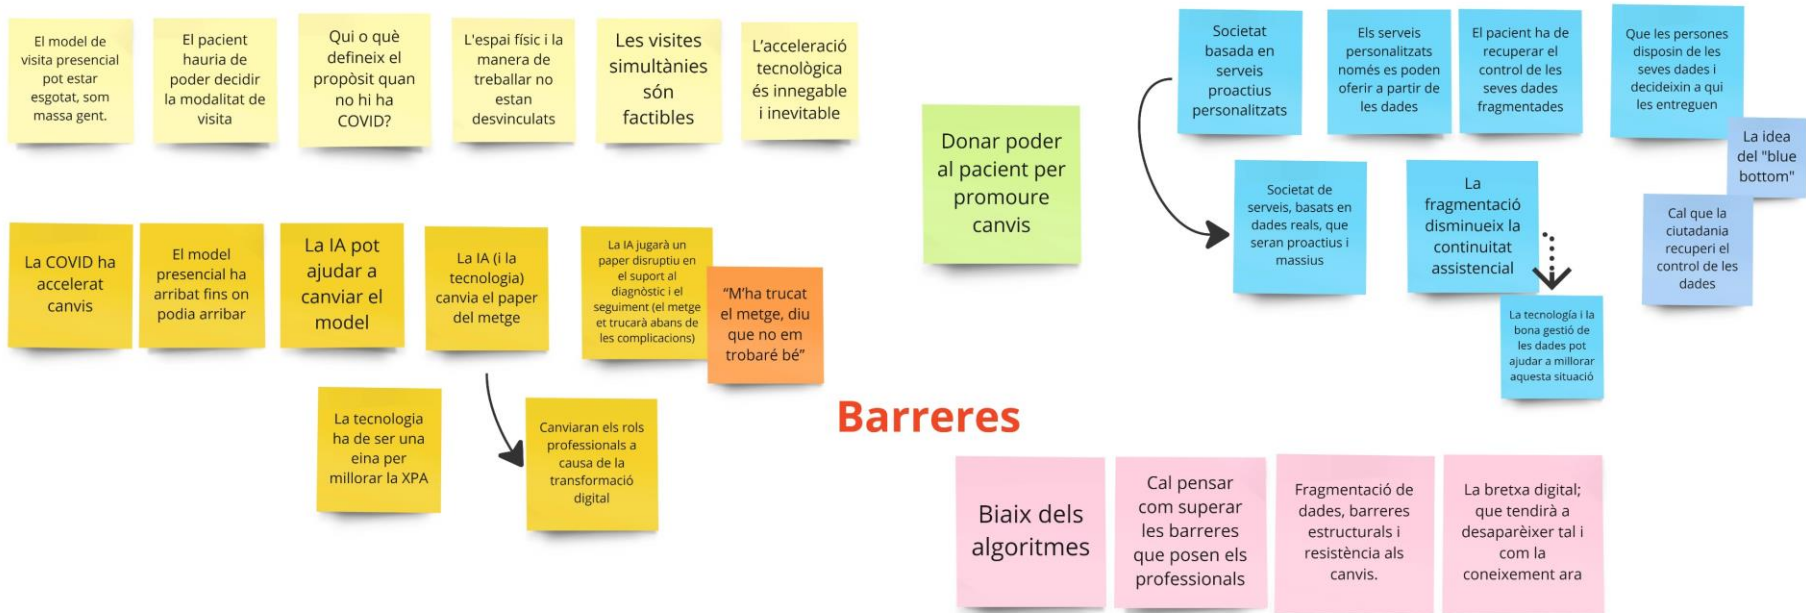 El model de
visita presencial
pot estar
esgotat, som
massa gent.
El pacient
hauria de
poder decidir
la modalitat de
visita
Qui o què
defineix el
propòsit quan
no hi ha
COVID?
L'espai físic i la
manera de
treballar no
estan
desvinculats
Les visites
simultànies
són
factibles
L'acceleració
tecnològica
és innegable
i inevitable
La COVID ha
accelerat
canvis
El model
presencial ha
arribat fins on
podia arribar
La IA pot
ajudar a
canviar el
model
La IA (i la
tecnologia)
canvia el paper
del metge
La IA jugarà un
paper disruptiu en
el suport al
diagnòstic i el
seguiment (el metge
et trucarà abans de
les complicacions)
“M'ha trucat
el metge, diu
que no em
trobaré bé”
La tecnologia
ha de ser una
eina per
millorar la XPA
Canviaran els rols
professionals a
causa de la
transformació
digital
Donar poder
al pacient per
promoure
canvis
Societat
basada en
serveis
proactius
personalitzats
Els serveis
personalitzats
només es poden
oferir a partir de
les dades
El pacient ha de
recuperar el
control de les
seves dades
fragmentades
Que les persones
disposin de les
seves dades i
decideixin a qui
les entreguen
La idea
del "blue
bottom"
Societat de
serveis, basats en
dades reals, que
seran proactius i
massius
La
fragmentació
disminueix la
continuitat
assistencial
Cal que la
ciutadania
recuperi el
control de les
dades
La tecnología i la
bona gestió de
les dades pot
ajudar a millorar
aquesta situació
Barreres
Biaix dels
algoritmes
Cal pensar
com superar
les barreres
que posen els
professionals
Fragmentació de
dades, barreres
estructurals i
resistència als
canvis.
La bretxa digital;
que tendirà a
desaparèixer tal i
com la
coneixement ara